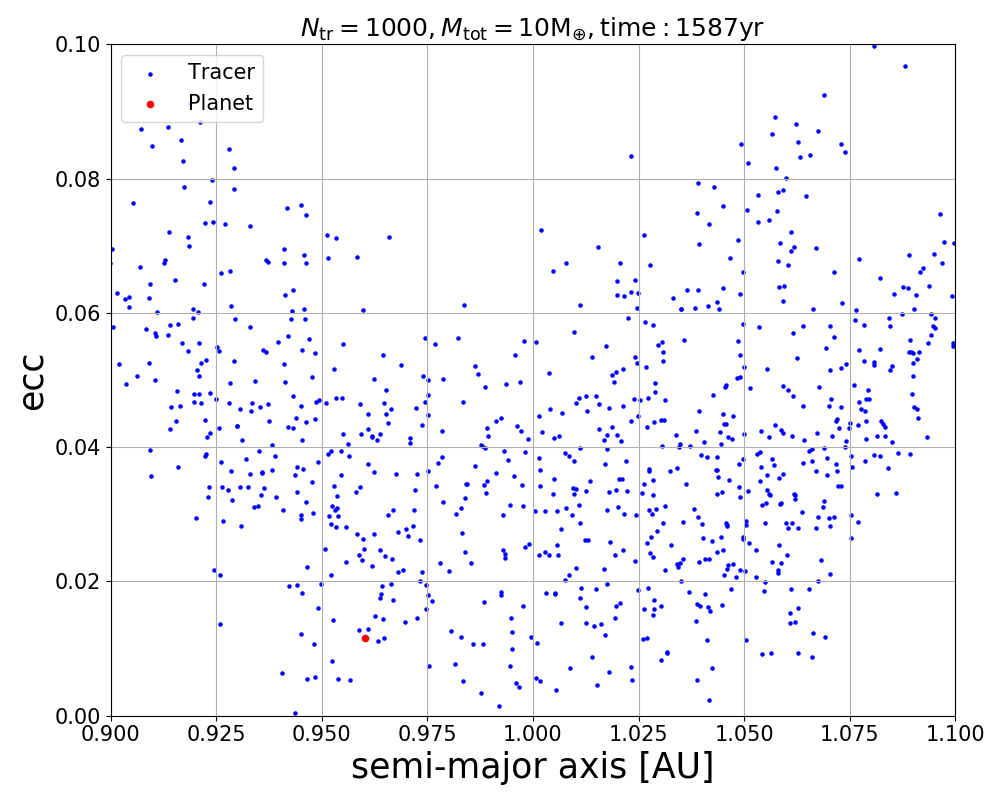 N_tr = 1000, M_tot = 10M_⊕, time : 1587yr
Tracer
Planet
ecc
0.10
0.08
0.06
0.04
0.02
0.00
0.900 0.925 0.950 0.975 1.000 1.025 1.050 1.075 1.100
semi-major axis [AU]